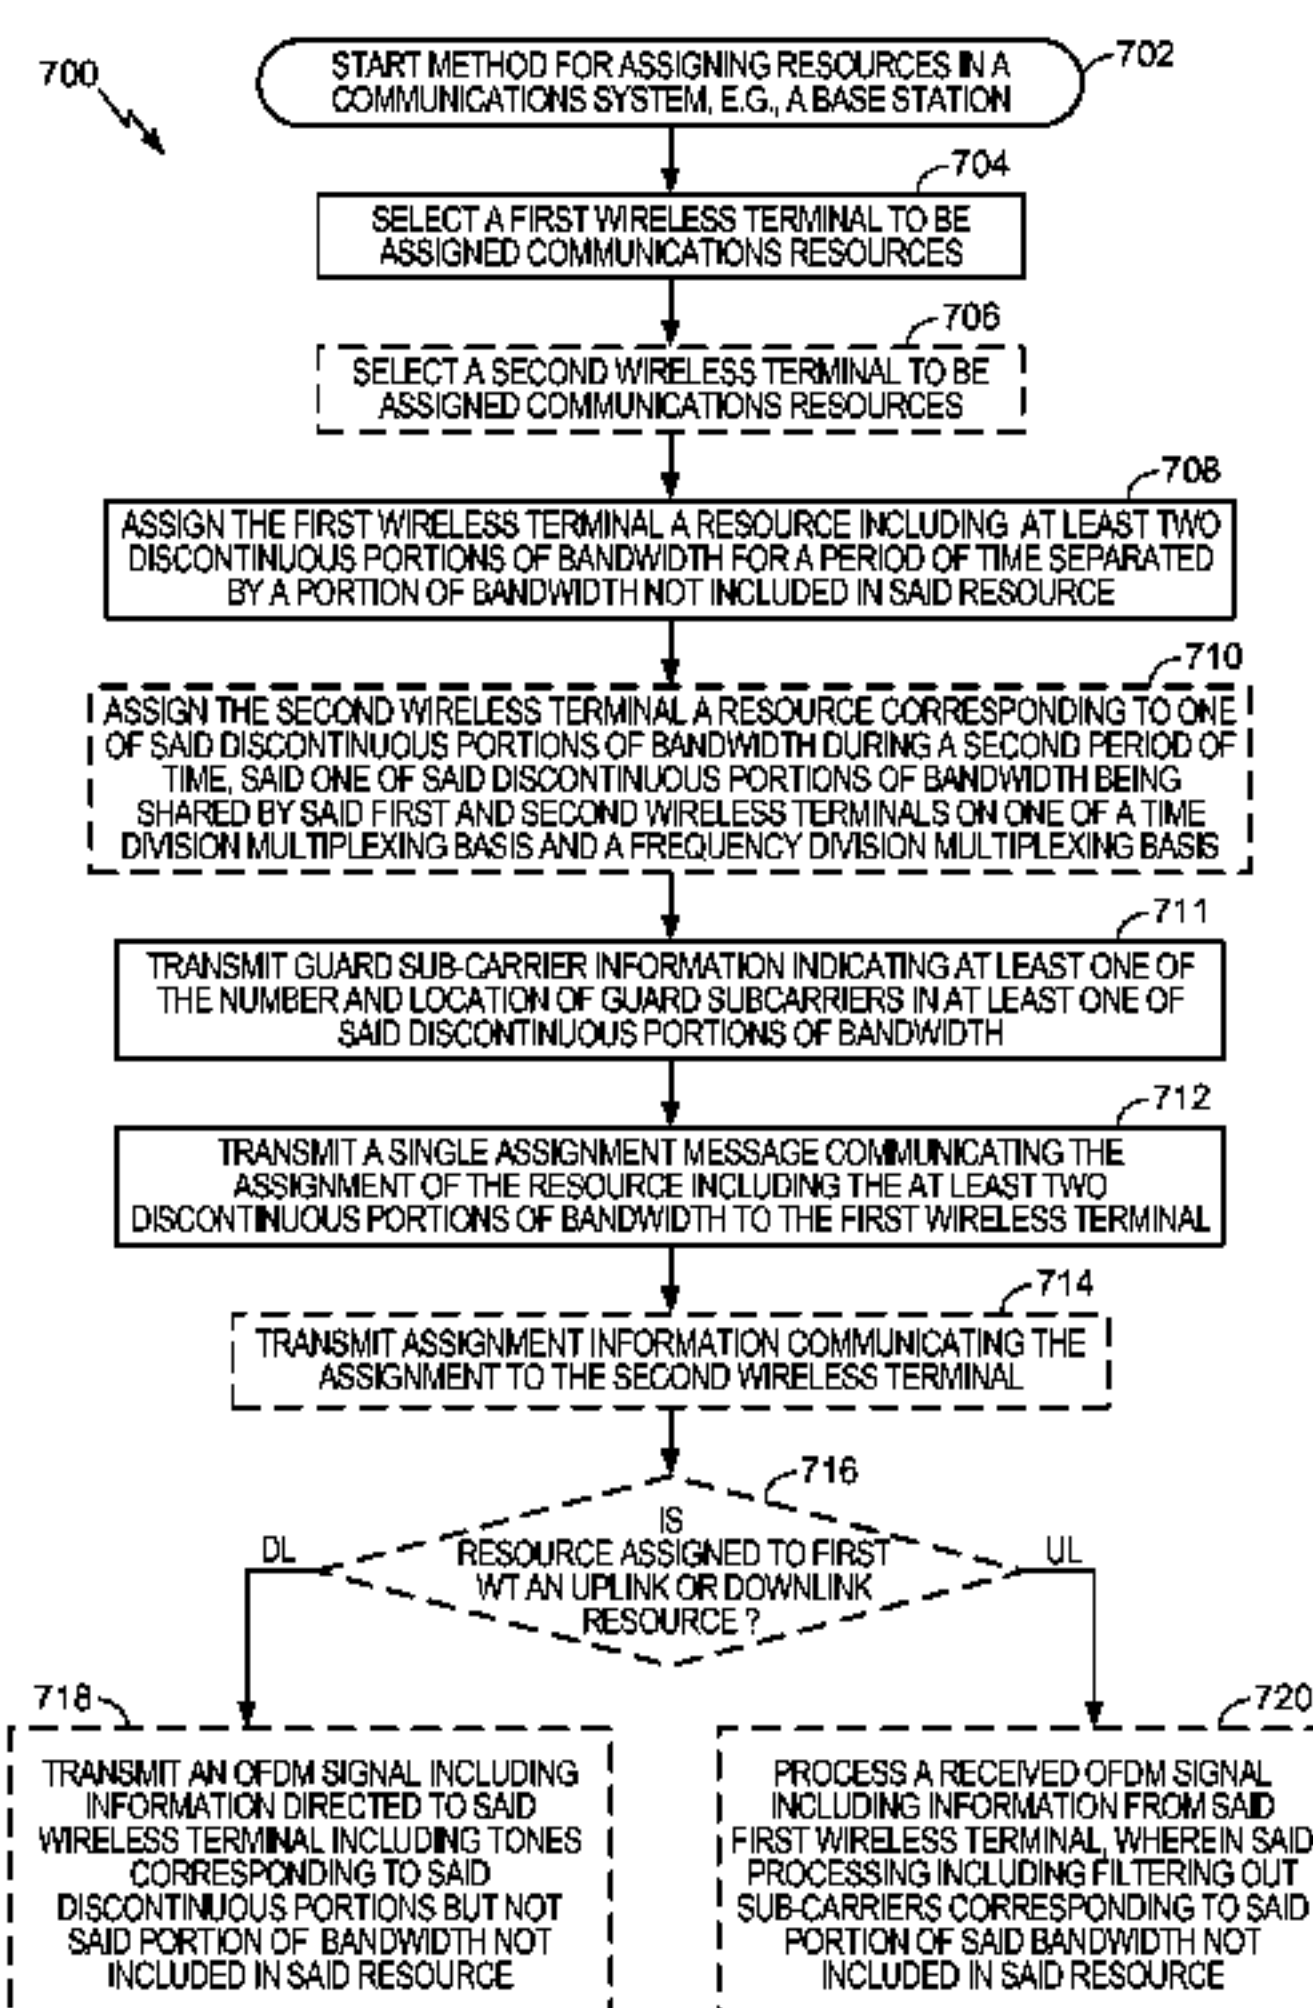 700
702
START METHOD FOR ASSIGNING RESOURCES IN A
COMMUNICATIONS SYSTEM, E.G., A BASE STATION
704
SELECT A FIRST WIRELESS TERMINAL TO BE
ASSIGNED COMMUNICATIONS RESOURCES
706
SELECT A SECOND WIRELESS TERMINAL TO BE
ASSIGNED COMMUNICATIONS RESOURCES
708
ASSIGN THE FIRST WIRELESS TERMINAL A RESOURCE INCLUDING AT LEAST TWO
DISCONTINUOUS PORTIONS OF BANDWIDTH FOR A PERIOD OF TIME SEPARATED
BY A PORTION OF BANDWIDTH NOT INCLUDED IN SAID RESOURCE
710
ASSIGN THE SECOND WIRELESS TERMINAL A RESOURCE CORRESPONDING TO ONE
OF SAID DISCONTINUOUS PORTIONS OF BANDWIDTH DURING A SECOND PERIOD OF
TIME, SAID ONE OF SAID DISCONTINUOUS PORTIONS OF BANDWIDTH BEING
SHARED BY SAID FIRST AND SECOND WIRELESS TERMINALS ON ONE OF A TIME
DIVISION MULTIPLEXING BASIS AND A FREQUENCY DIVISION MULTIPLEXING BASIS
711
TRANSMIT GUARD SUB-CARRIER INFORMATION INDICATING AT LEAST ONE OF
THE NUMBER AND LOCATION OF GUARD SUBCARRIERS IN AT LEAST ONE OF
SAID DISCONTINUOUS PORTIONS OF BANDWIDTH
712
TRANSMIT A SINGLE ASSIGNMENT MESSAGE COMMUNICATING THE
ASSIGNMENT OF THE RESOURCE INCLUDING THE AT LEAST TWO
DISCONTINUOUS PORTIONS OF BANDWIDTH TO THE FIRST WIRELESS TERMINAL
714
TRANSMIT ASSIGNMENT INFORMATION COMMUNICATING THE
ASSIGNMENT TO THE SECOND WIRELESS TERMINAL
716
IS
RESOURCE ASSIGNED TO FIRST
WT AN UPLINK OR DOWNLINK
RESOURCE ?
DL
UL
718
TRANSMIT AN OFDM SIGNAL INCLUDING
INFORMATION DIRECTED TO SAID
WIRELESS TERMINAL INCLUDING TONES
CORRESPONDING TO SAID
DISCONTINUOUS PORTIONS BUT NOT
SAID PORTION OF BANDWIDTH NOT
INCLUDED IN SAID RESOURCE
720
PROCESS A RECEIVED OFDM SIGNAL
INCLUDING INFORMATION FROM SAID
FIRST WIRELESS TERMINAL, WHEREIN SAID
PROCESSING INCLUDING FILTERING OUT
SUB-CARRIERS CORRESPONDING TO SAID
PORTION OF SAID BANDWIDTH NOT
INCLUDED IN SAID RESOURCE